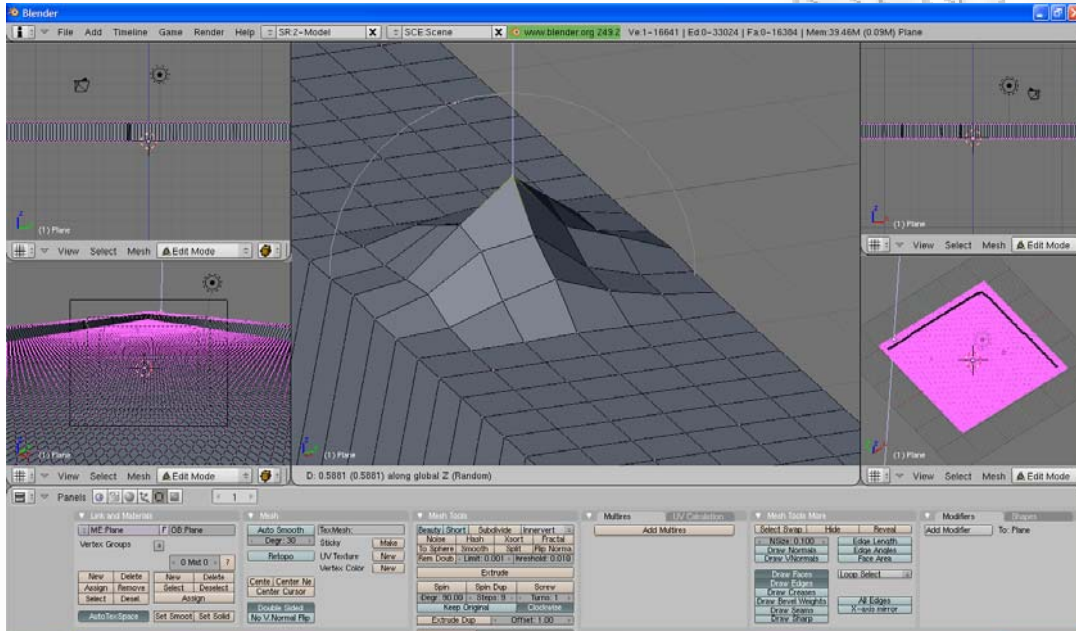 Blender
File Add Timeline Game Render Help SR:2-Model X SCE:Scene X www.blender.org 249.2 Ve:1-16641 | Ed:0-33024 | Fa:0-16384 | Mem:39.46M (0.09M) Plane
(1) Plane
View Select Mesh Edit Mode
(1) Plane
View Select Mesh Edit Mode
(1) Plane
D: 0.5881 (0.5881) along global Z (Random)
(1) Plane
View Select Mesh Edit Mode
(1) Plane
View Select Mesh Edit Mode
Panels 1
Link and Materials
ME:Plane F OB:Plane
Vertex Groups
0 Mat 0 ?
New Delete New Delete
Assign Remove Select Deselect
Select Desel. Assign
AutoTexSpace Set Smoot Set Solid
Mesh
Auto Smooth TexMesh:
Degr: 30 Sticky Make
Retopo UV Texture New
Vertex Color New
Cente Center Ne
Center Cursor
Double Sided
No V.Normal Flip
Mesh Tools
Beauty Short Subdivide Innervert
Noise Hash Xsort Fractal
To Sphere Smooth Split Flip Norma
Rem Doub Limit: 0.001 Threshold: 0.010
Extrude
Spin Spin Dup Screw
Degr: 90.00 Steps: 9 Turns: 1
Keep Original Clockwise
Extrude Dup Offset: 1.00
Multires UV Calculation
Add Multires
Mesh Tools More
Select Swap Hide Reveal
NSize: 0.100 Edge Length
Draw Normals Edge Angles
Draw VNormals Face Area
Draw Faces Loop Select
Draw Edges
Draw Creases
Draw Bevel Weights All Edges
Draw Seams X-axis mirror
Draw Sharp
Modifiers Shapes
Add Modifier To: Plane